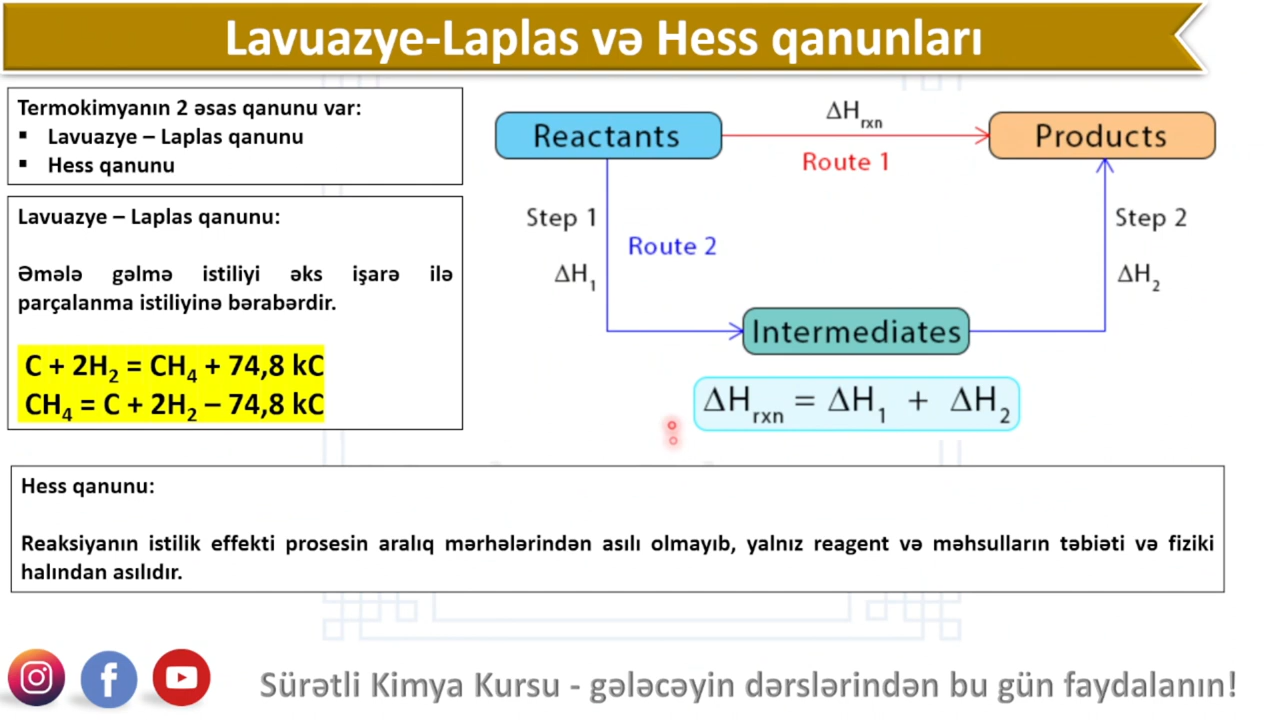 Lavuazye-Laplas və Hess qanunları
Termokimyanın 2 əsas qanunu var:
▪ Lavuazye – Laplas qanunu
▪ Hess qanunu
Lavuazye – Laplas qanunu:
Əmələ gəlmə istiliyi əks işarə ilə
parçalanma istiliyinə bərabərdir.
C + 2H₂ = CH₄ + 74,8 kC
CH₄ = C + 2H₂ – 74,8 kC
Reactants
ΔHrxn
Route 1
Products
Step 1
Route 2
ΔH₁
Step 2
ΔH₂
Intermediates
ΔHrxn = ΔH₁ + ΔH₂
Hess qanunu:
Reaksiyanın istilik effekti prosesin aralıq mərhələrindən asılı olmayıb, yalnız reagent və məhsulların təbiəti və fiziki
halından asılıdır.
Sürətli Kimya Kursu - gələcəyin dərslərindən bu gün faydalanın!